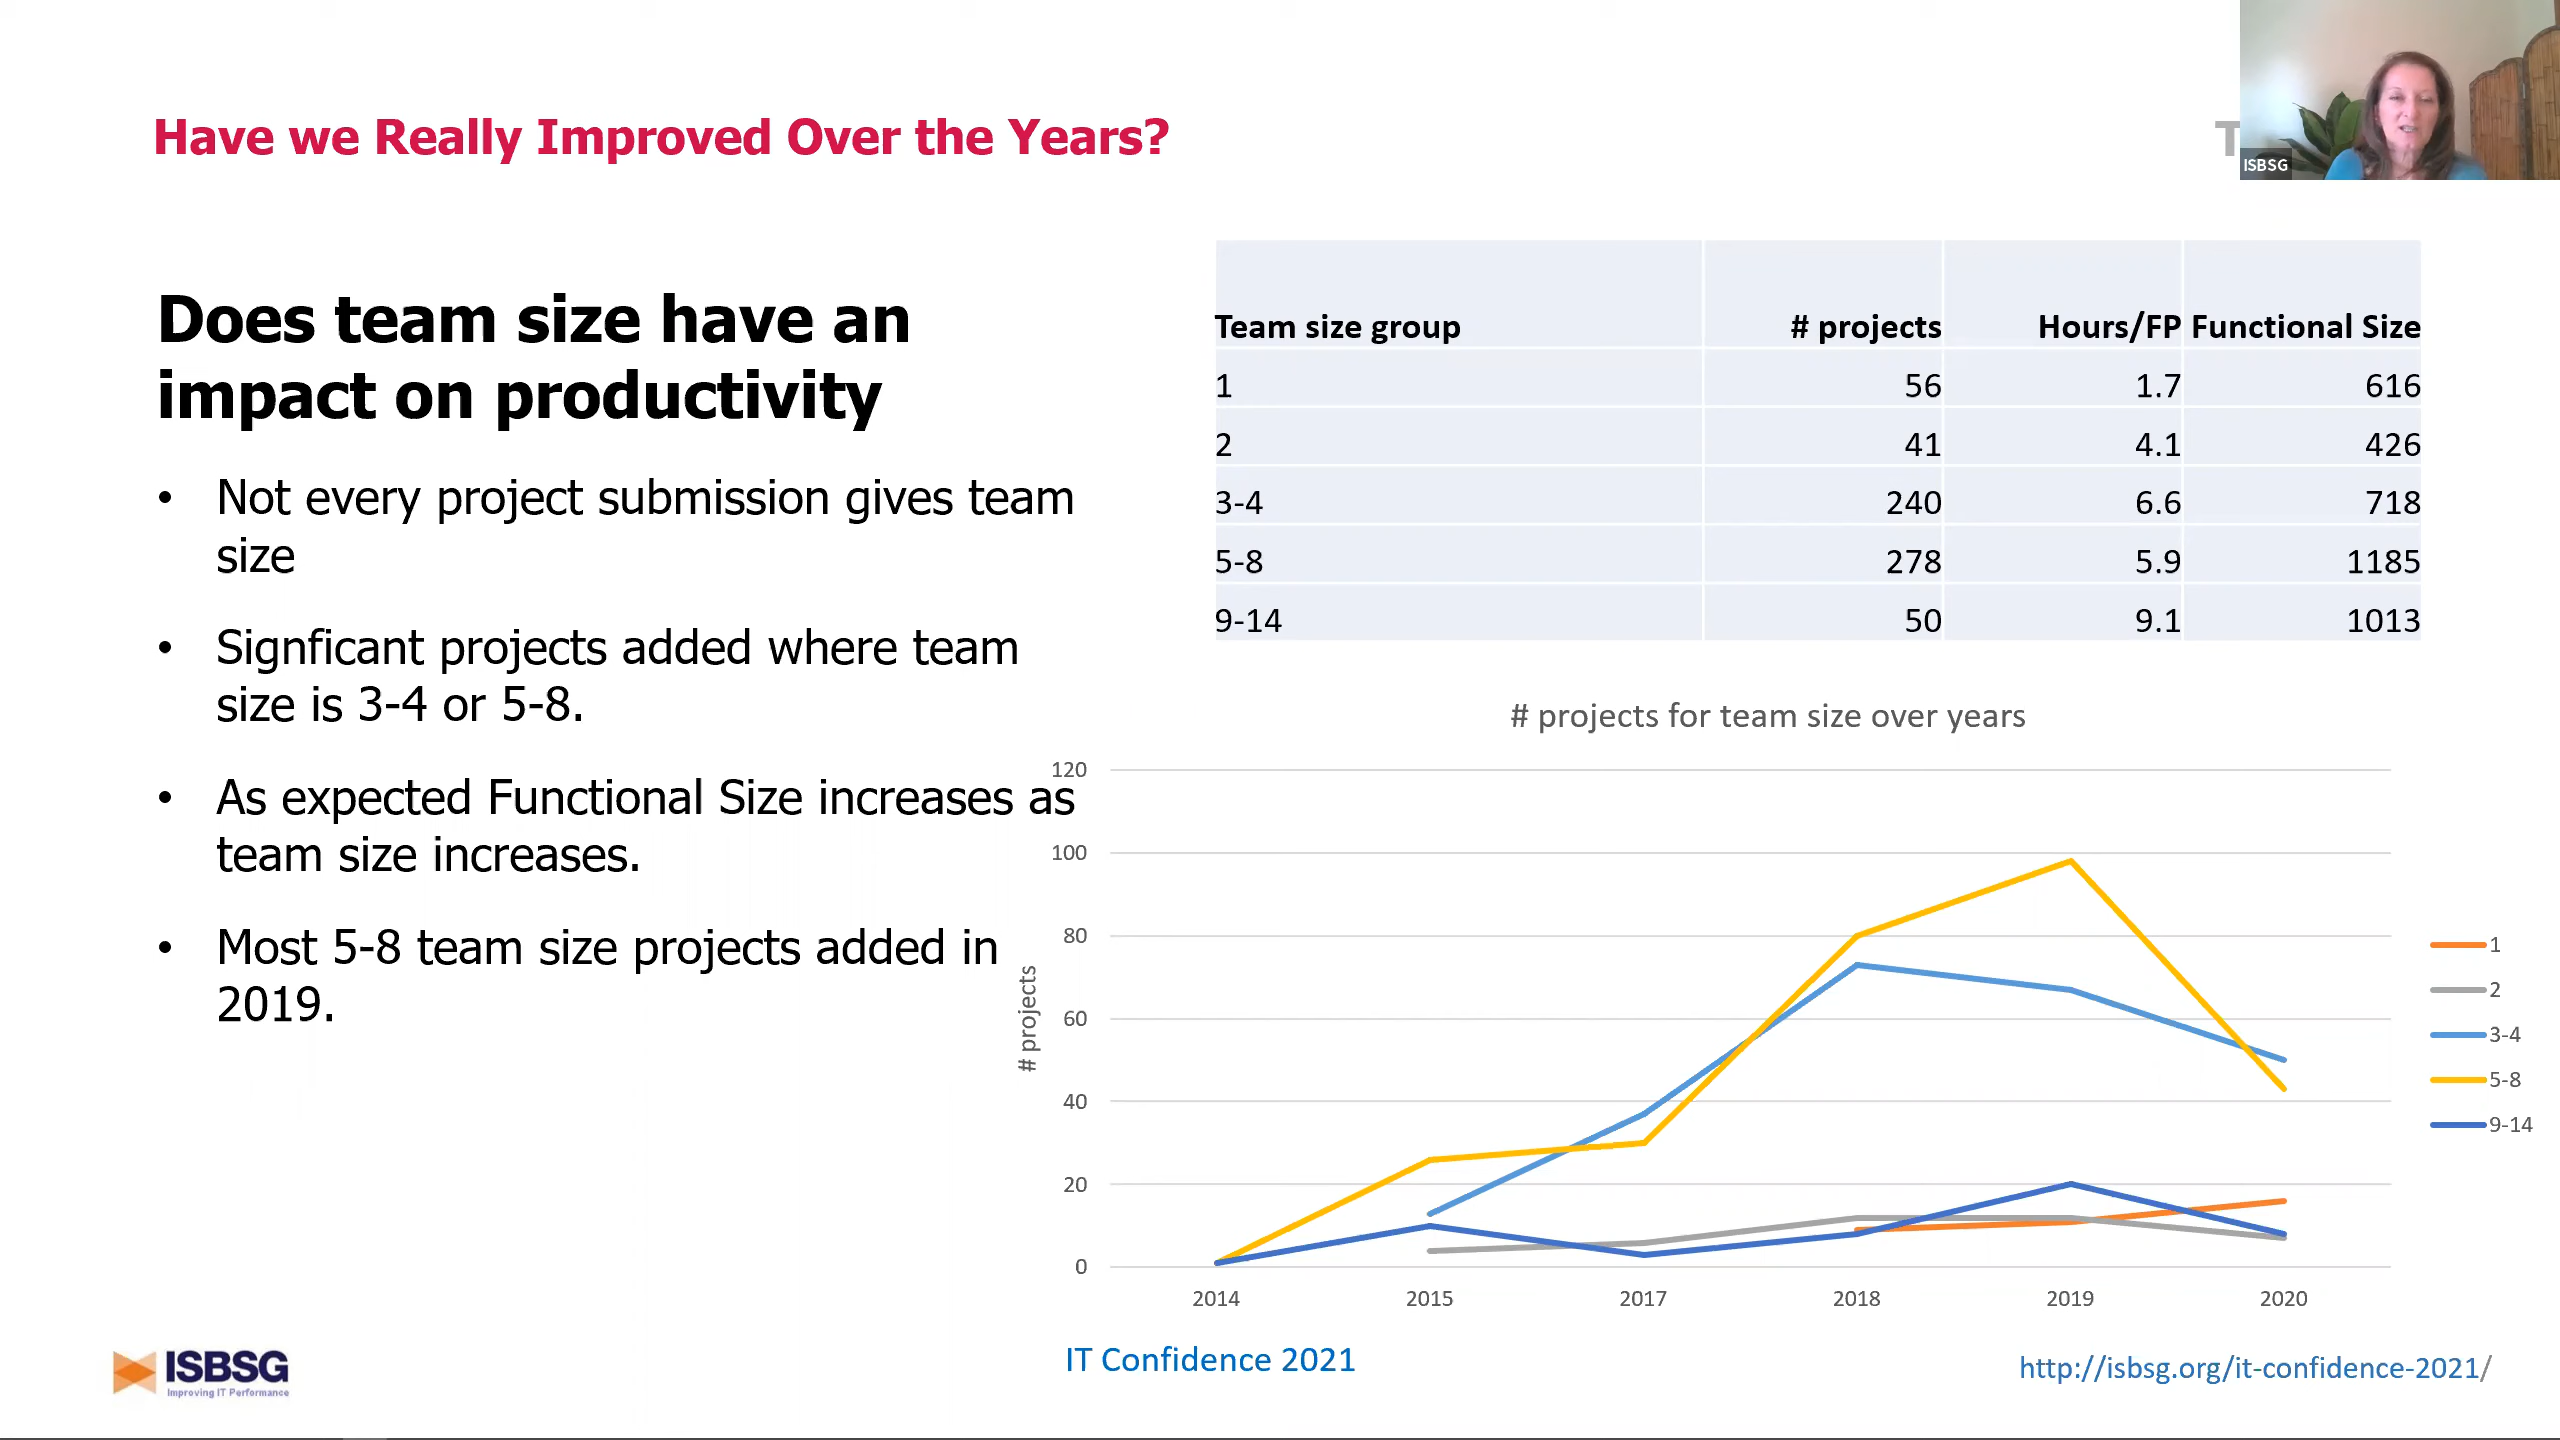 Have we Really Improved Over the Years?
T
ISBSG
Does team size have an
impact on productivity
• Not every project submission gives team
size
• Signficant projects added where team
size is 3-4 or 5-8.
• As expected Functional Size increases as
team size increases.
• Most 5-8 team size projects added in
2019.
Team size group # projects Hours/FP Functional Size
1 56 1.7 616
2 41 4.1 426
3-4 240 6.6 718
5-8 278 5.9 1185
9-14 50 9.1 1013
# projects for team size over years
120
100
80
60
40
20
0
# projects
2014 2015 2017 2018 2019 2020
1
2
3-4
5-8
9-14
ISBSG
Improving IT Performance
IT Confidence 2021
http://isbsg.org/it-confidence-2021/